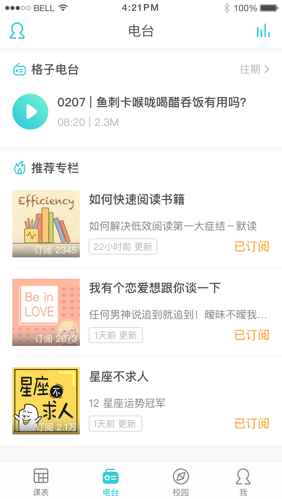 BELL
4:21PM
100%
电台
格子电台
往期
0207 | 鱼刺卡喉咙喝醋吞饭有用吗?
08:20 | 2.3M
推荐专栏
Efficiency
订阅 2345
如何快速阅读书籍
如何解决低效阅读第一大症结－默读
22小时前 更新
已订阅
Be in
LOVE
订阅 2073
我有个恋爱想跟你谈一下
任何男神说追到就追到！暧昧不暧我...
1天前 更新
已订阅
星座不
求人
订阅 2.1万
星座不求人
12 星座运势冠军
1天前 更新
已订阅
课表
电台
校园
我